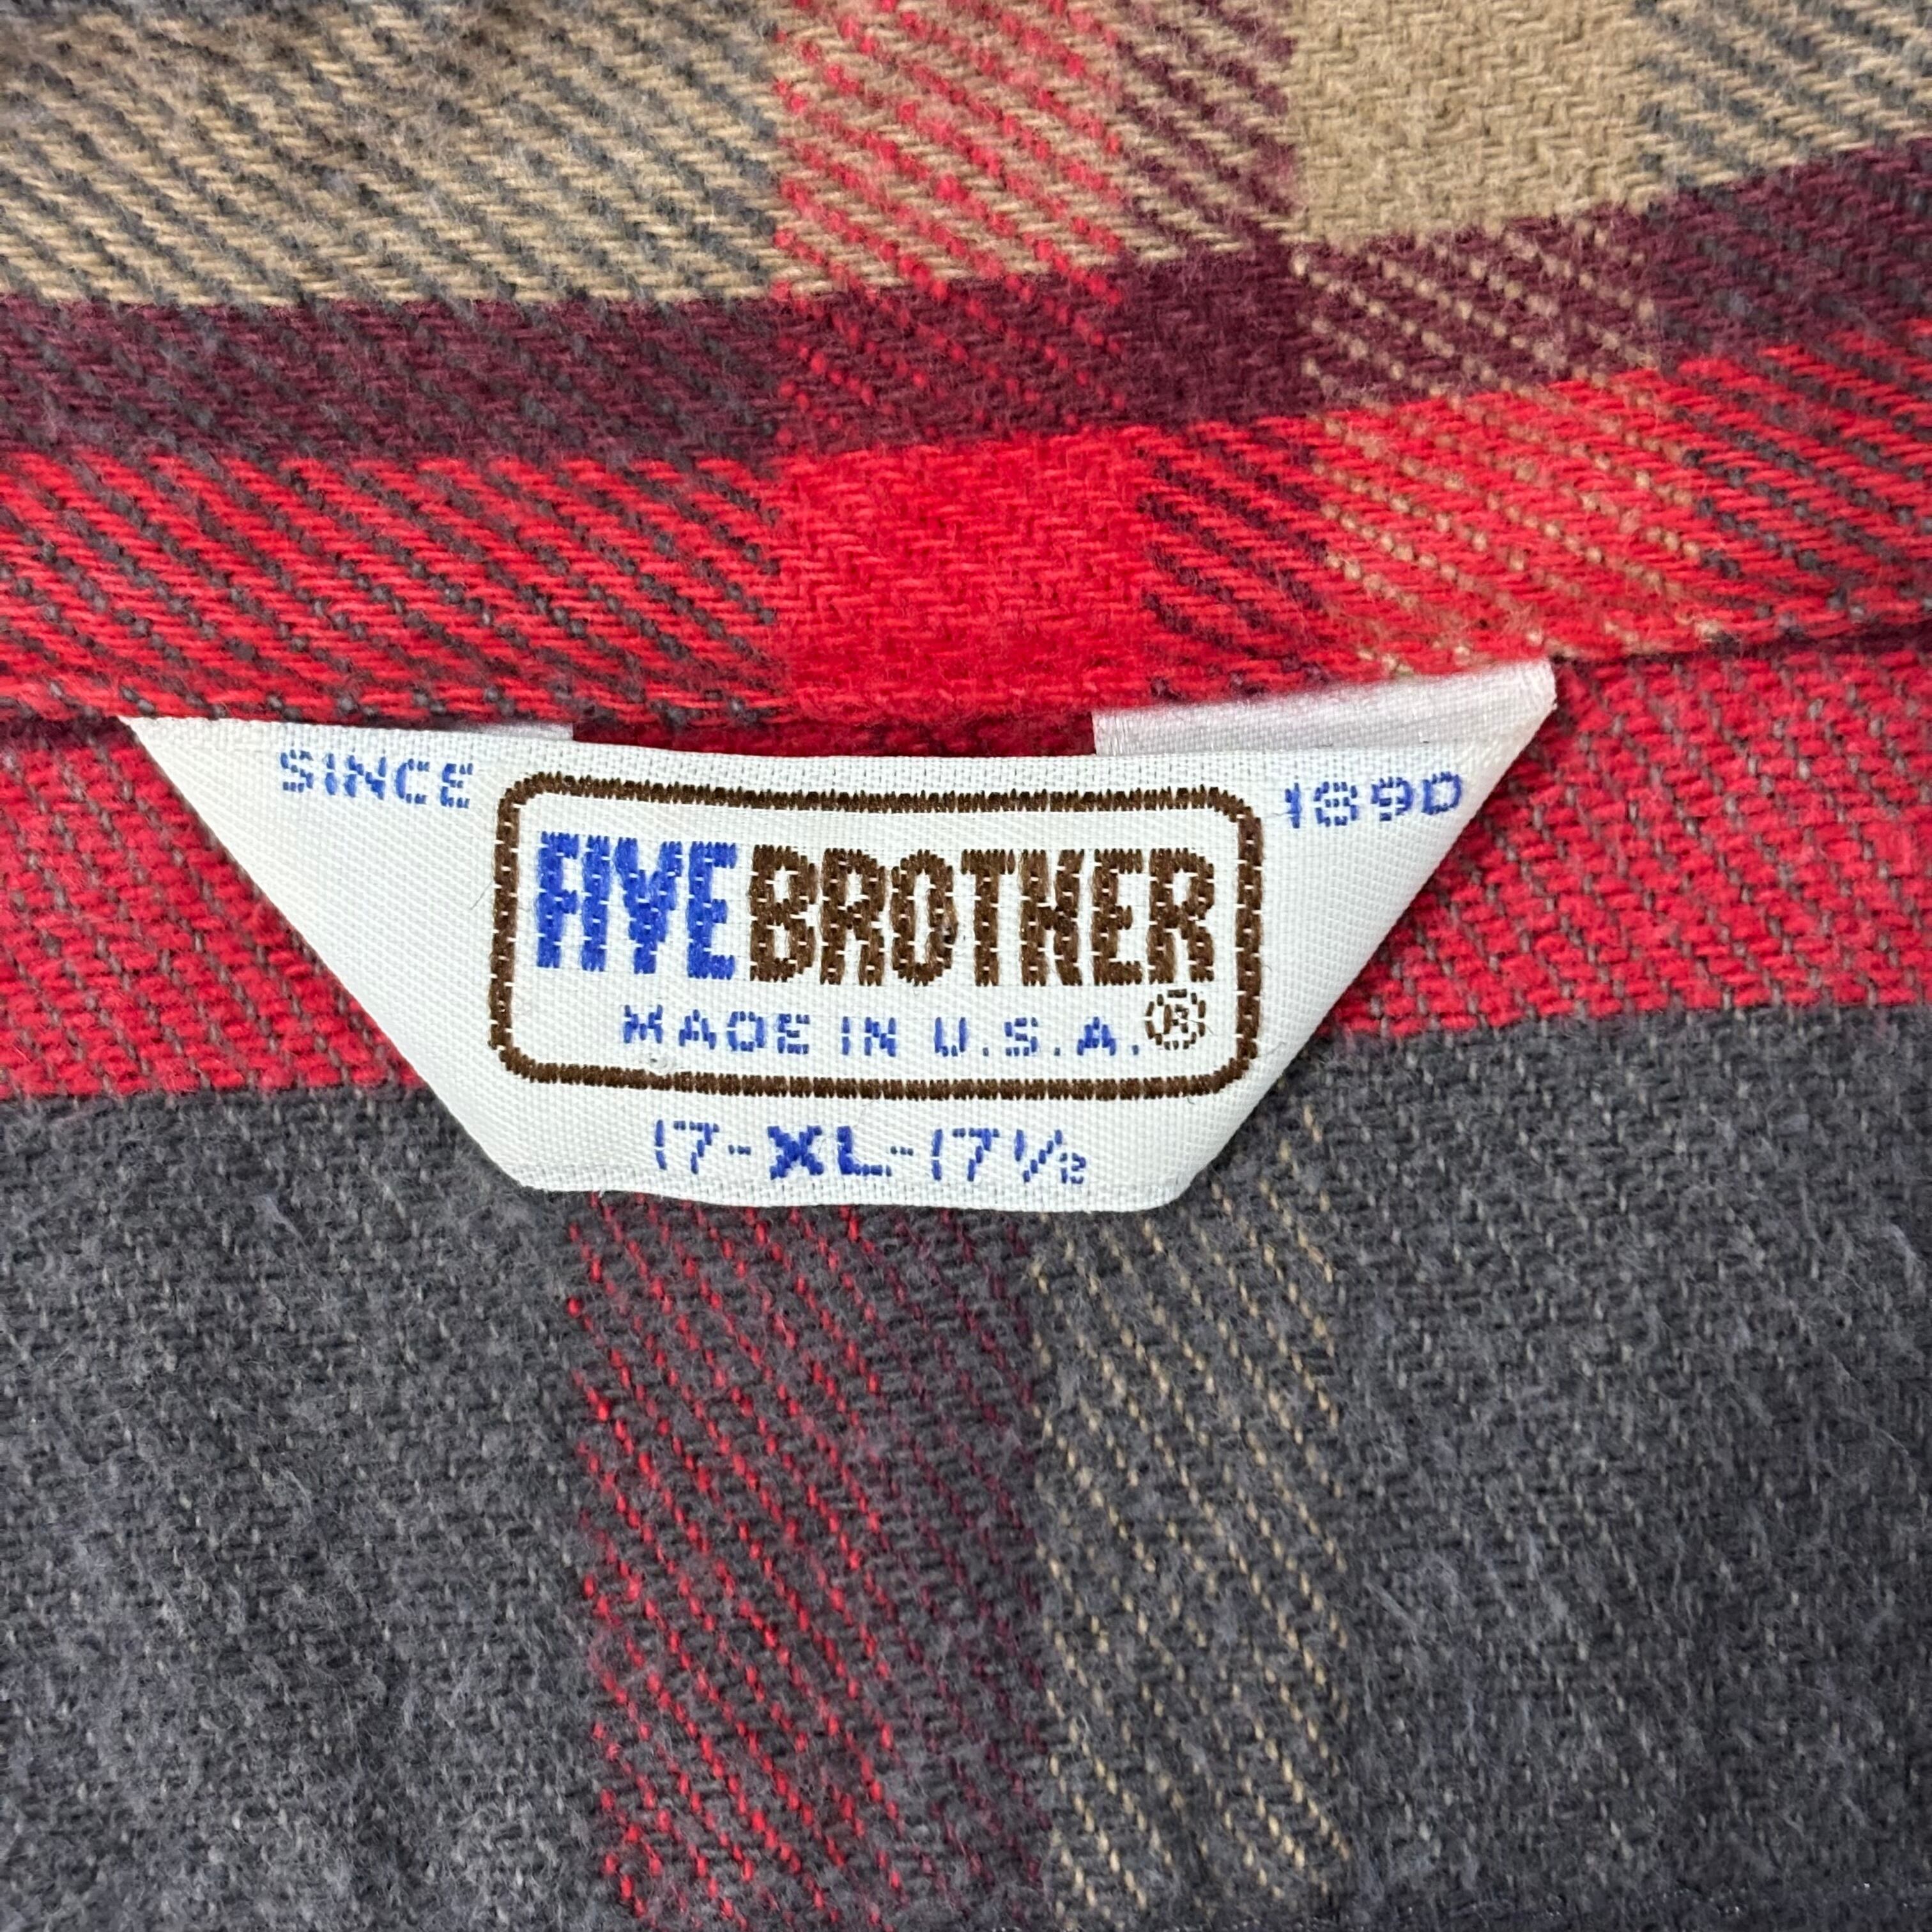 SINCE 1890
FIVE BROTHER
MADE IN U.S.A. ®
17-XL-17½